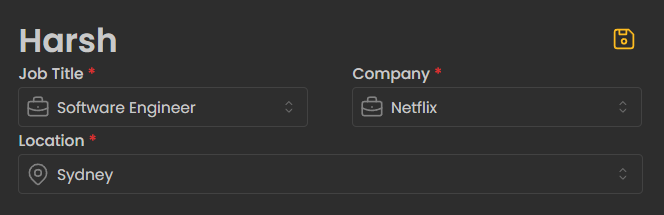 Harsh
Job Title * Company *
Software Engineer Netflix
Location *
Sydney